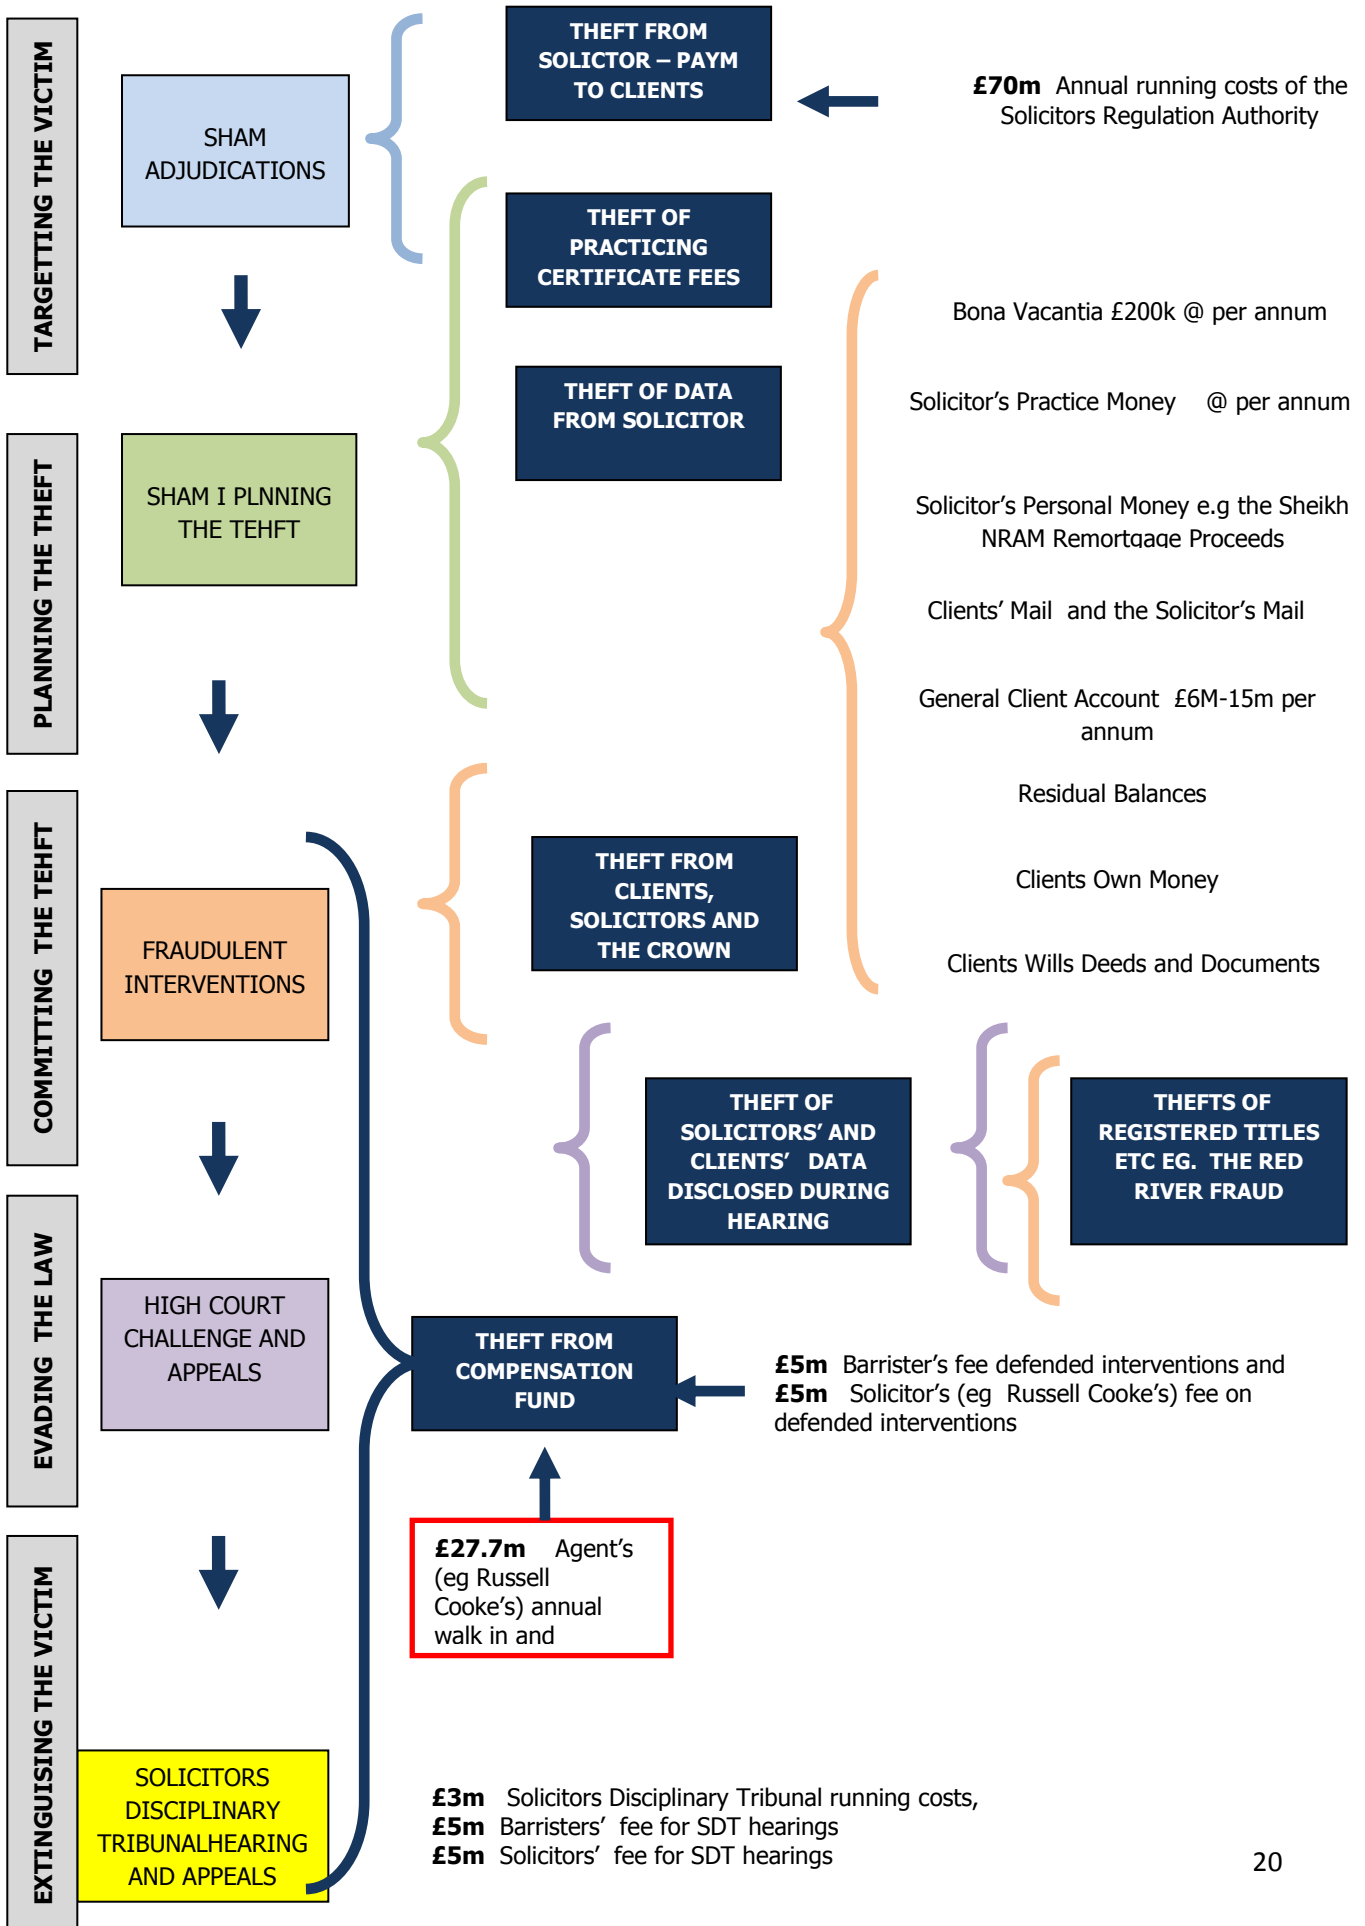 TARGETTING THE VICTIM
SHAM
ADJUDICATIONS
THEFT FROM
SOLICTOR – PAYM
TO CLIENTS
£70m Annual running costs of the
Solicitors Regulation Authority
THEFT OF
PRACTICING
CERTIFICATE FEES
THEFT OF DATA
FROM SOLICITOR
PLANNING THE THEFT
SHAM I PLNNING
THE TEHFT
Bona Vacantia £200k @ per annum
Solicitor’s Practice Money @ per annum
Solicitor’s Personal Money e.g the Sheikh
NRAM Remortgage Proceeds
Clients’ Mail and the Solicitor’s Mail
General Client Account £6M-15m per
annum
Residual Balances
Clients Own Money
Clients Wills Deeds and Documents
COMMITTING THE TEHFT
FRAUDULENT
INTERVENTIONS
THEFT FROM
CLIENTS,
SOLICITORS AND
THE CROWN
THEFT OF
SOLICITORS’ AND
CLIENTS’ DATA
DISCLOSED DURING
HEARING
THEFTS OF
REGISTERED TITLES
ETC EG. THE RED
RIVER FRAUD
EVADING THE LAW
HIGH COURT
CHALLENGE AND
APPEALS
THEFT FROM
COMPENSATION
FUND
£5m Barrister’s fee defended interventions and
£5m Solicitor’s (eg Russell Cooke’s) fee on
defended interventions
£27.7m Agent’s
(eg Russell
Cooke’s) annual
walk in and
EXTINGUISING THE VICTIM
SOLICITORS
DISCIPLINARY
TRIBUNALHEARING
AND APPEALS
£3m Solicitors Disciplinary Tribunal running costs,
£5m Barristers’ fee for SDT hearings
£5m Solicitors’ fee for SDT hearings
20